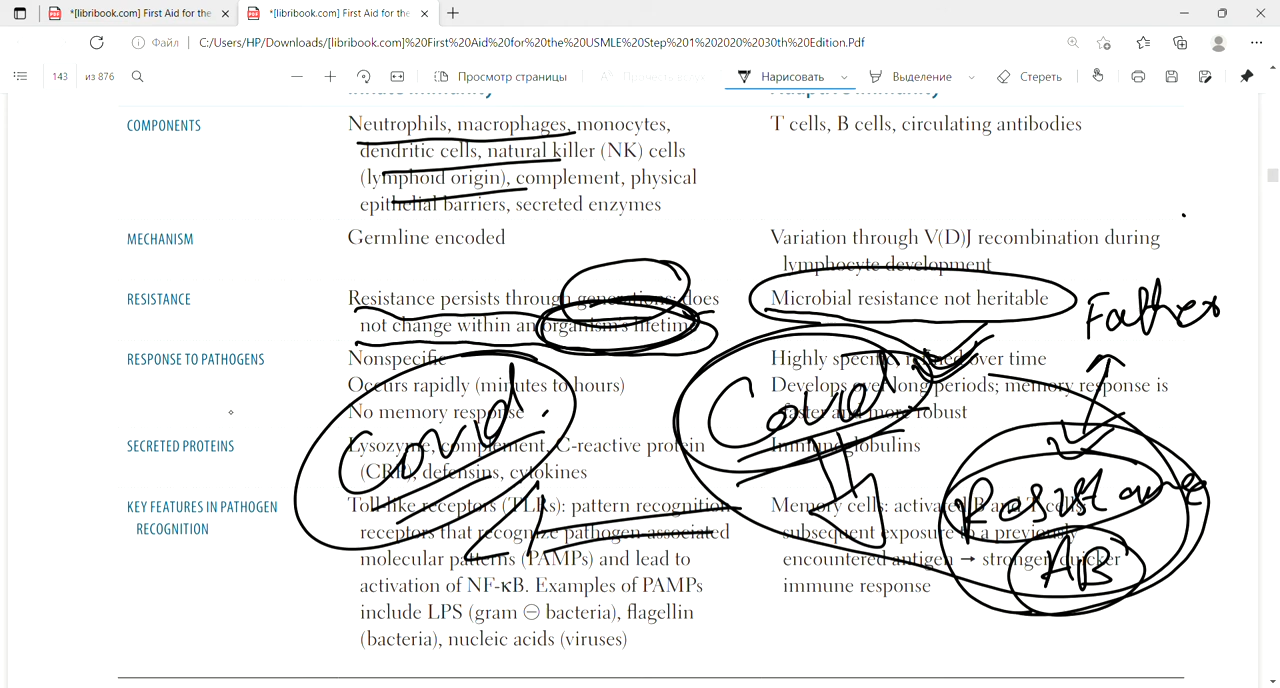 *[libribook.com] First Aid for the
*[libribook.com] First Aid for the
Файл
C:/Users/HP/Downloads/[libribook.com]%20First%20Aid%20for%20the%20USMLE%20Step%201%202020%2030th%20Edition.Pdf
143 из 876
Просмотр страницы
Прочесть вслух
Нарисовать
Выделение
Стереть
COMPONENTS
Neutrophils, macrophages, monocytes,
dendritic cells, natural killer (NK) cells
(lymphoid origin), complement, physical
epithelial barriers, secreted enzymes
T cells, B cells, circulating antibodies
MECHANISM
Germline encoded
Variation through V(D)J recombination during
lymphocyte development
RESISTANCE
Resistance persists through generations; does
not change within an organism's lifetime
Microbial resistance not heritable
Father
RESPONSE TO PATHOGENS
Nonspecific
Occurs rapidly (minutes to hours)
No memory response
Highly specific, refined over time
Develops over long periods; memory response is
faster and more robust
Covid
Covid
SECRETED PROTEINS
Lysozyme, complement, C-reactive protein
(CRP), defensins, cytokines
Immunoglobulins
Resistance
AB
KEY FEATURES IN PATHOGEN
RECOGNITION
Toll-like receptors (TLRs): pattern recognition
receptors that recognize pathogen-associated
molecular patterns (PAMPs) and lead to
activation of NF-κB. Examples of PAMPs
include LPS (gram ⊖ bacteria), flagellin
(bacteria), nucleic acids (viruses)
Memory cells: activated B and T cells;
subsequent exposure to a previously
encountered antigen → stronger, quicker
immune response